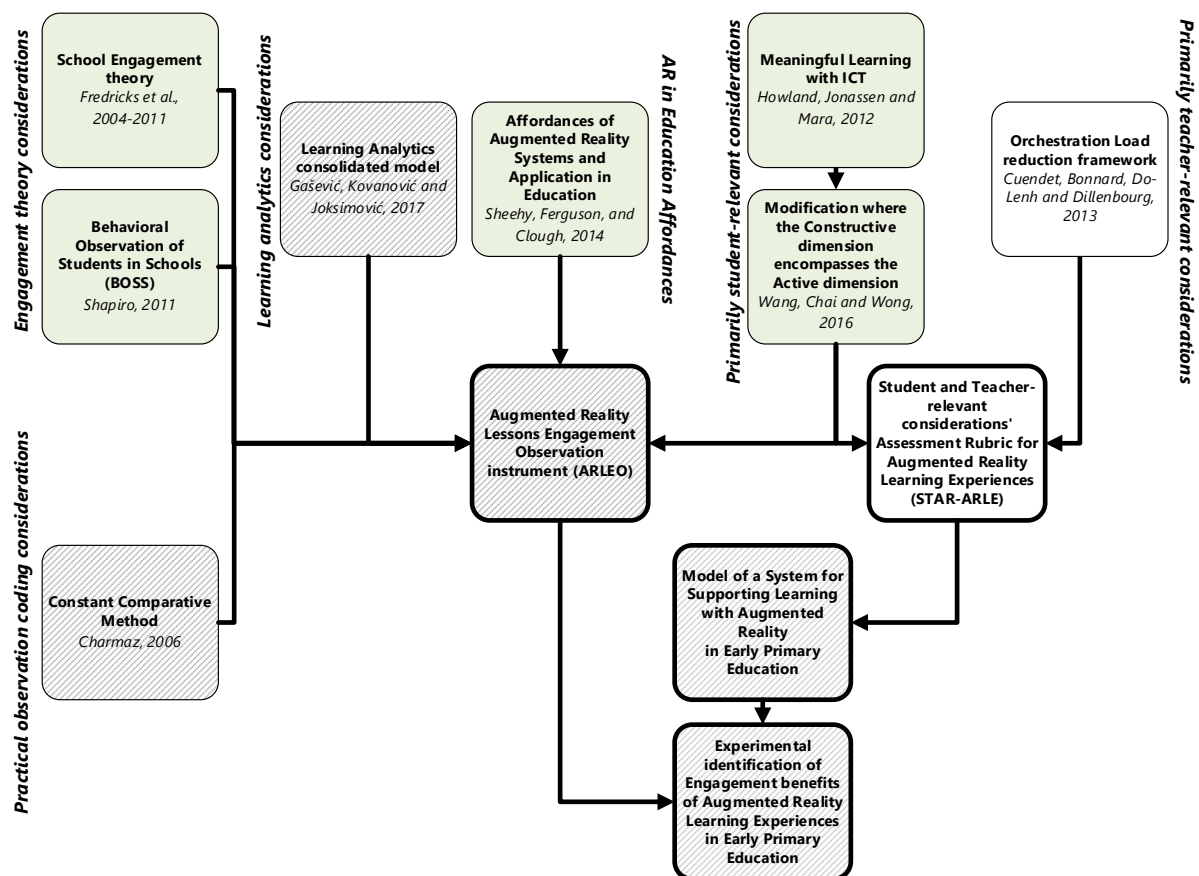 Engagement theory considerations
School Engagement
theory
Fredricks et al.,
2004-2011
Behavioral
Observation of
Students in Schools
(BOSS)
Shapiro, 2011
Learning analytics considerations
Learning Analytics
consolidated model
Gašević, Kovanović and
Joksimović, 2017
Affordances of
Augmented Reality
Systems and
Application in
Education
Sheehy, Ferguson, and
Clough, 2014
AR in Education Affordances
Primarily student-relevant considerations
Meaningful Learning
with ICT
Howland, Jonassen and
Mara, 2012
Modification where
the Constructive
dimension
encompasses the
Active dimension
Wang, Chai and Wong,
2016
Orchestration Load
reduction framework
Cuendet, Bonnard, Do-
Lenh and Dillenbourg,
2013
Primarily teacher-relevant considerations
Augmented Reality
Lessons Engagement
Observation
instrument (ARLEO)
Student and Teacher-
relevant
considerations'
Assessment Rubric for
Augmented Reality
Learning Experiences
(STAR-ARLE)
Practical observation coding considerations
Constant Comparative
Method
Charmaz, 2006
Model of a System for
Supporting Learning
with Augmented
Reality
in Early Primary
Education
Experimental
identification of
Engagement benefits
of Augmented Reality
Learning Experiences
in Early Primary
Education